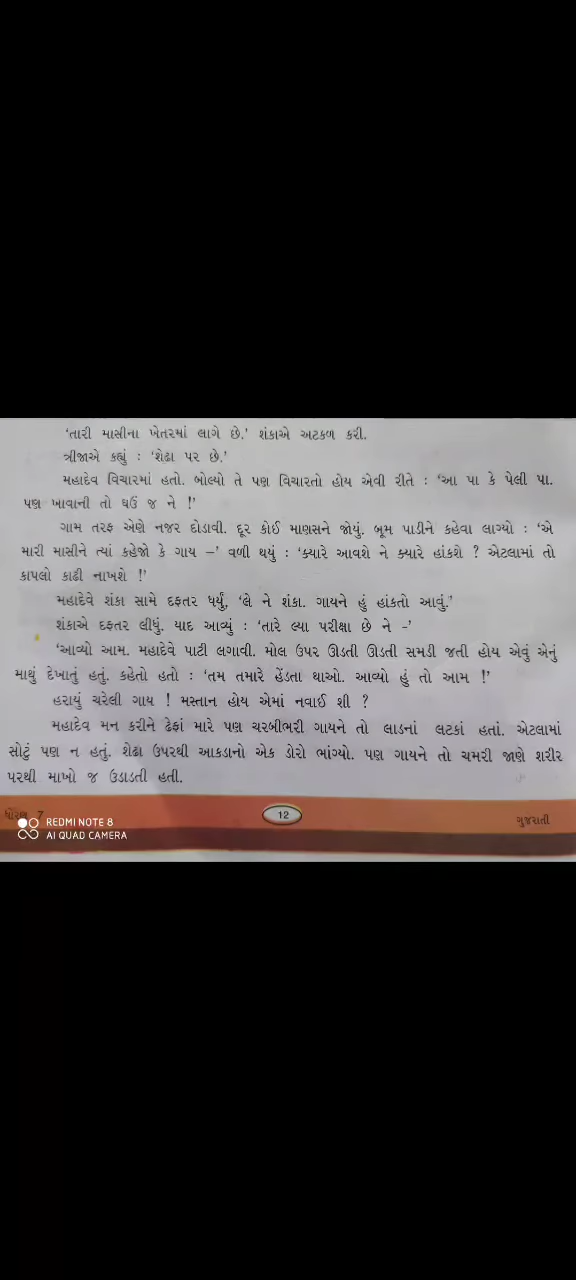 'તારી માસીના ખેતરમાં લાગે છે.' શંકાએ અટકળ કરી.
ત્રીજાએ કહ્યું : 'શેઢા પર છે.'
મહાદેવ વિચારમાં હતો. બોલ્યો તે પણ વિચારતો હોય એવી રીતે : 'આ પા કે પેલી પા.
પણ ખાવાની તો ઘઉં જ ને !'
ગામ તરફ એણે નજર દોડાવી. દૂર કોઈ માણસને જોયું. બૂમ પાડીને કહેવા લાગ્યો : 'એ
મારી માસીને ત્યાં કહેજો કે ગાય –' વળી થયું : 'ક્યારે આવશે ને ક્યારે હાંકશે ? એટલામાં તો
કાપલો કાઢી નાખશે !'
મહાદેવે શંકા સામે દફતર ધર્યું, 'લે ને શંકા. ગાયને હું હાંકતો આવું.'
શંકાએ દફતર લીધું. યાદ આવ્યું : 'તારે લ્યા પરીક્ષા છે ને -'
'આવ્યો આમ. મહાદેવે પાટી લગાવી. મોલ ઉપર ઊડતી ઊડતી સમડી જતી હોય એવું એનું
માથું દેખાતું હતું. કહેતો હતો : 'તમ તમારે હેંડતા થાઓ. આવ્યો હું તો આમ !'
હરાયું ચરેલી ગાય ! મસ્તાન હોય એમાં નવાઈ શી ?
મહાદેવ મન કરીને ઢેફાં મારે પણ ચરબીભરી ગાયને તો લાડનાં લટકાં હતાં. એટલામાં
સોટું પણ ન હતું. શેઢા ઉપરથી આકડાનો એક ડોરો ભાંગ્યો. પણ ગાયને તો ચમરી જાણે શરીર
પરથી માખો જ ઉડાડતી હતી.
ધોરણ 7
12
ગુજરાતી
REDMI NOTE 8
AI QUAD CAMERA